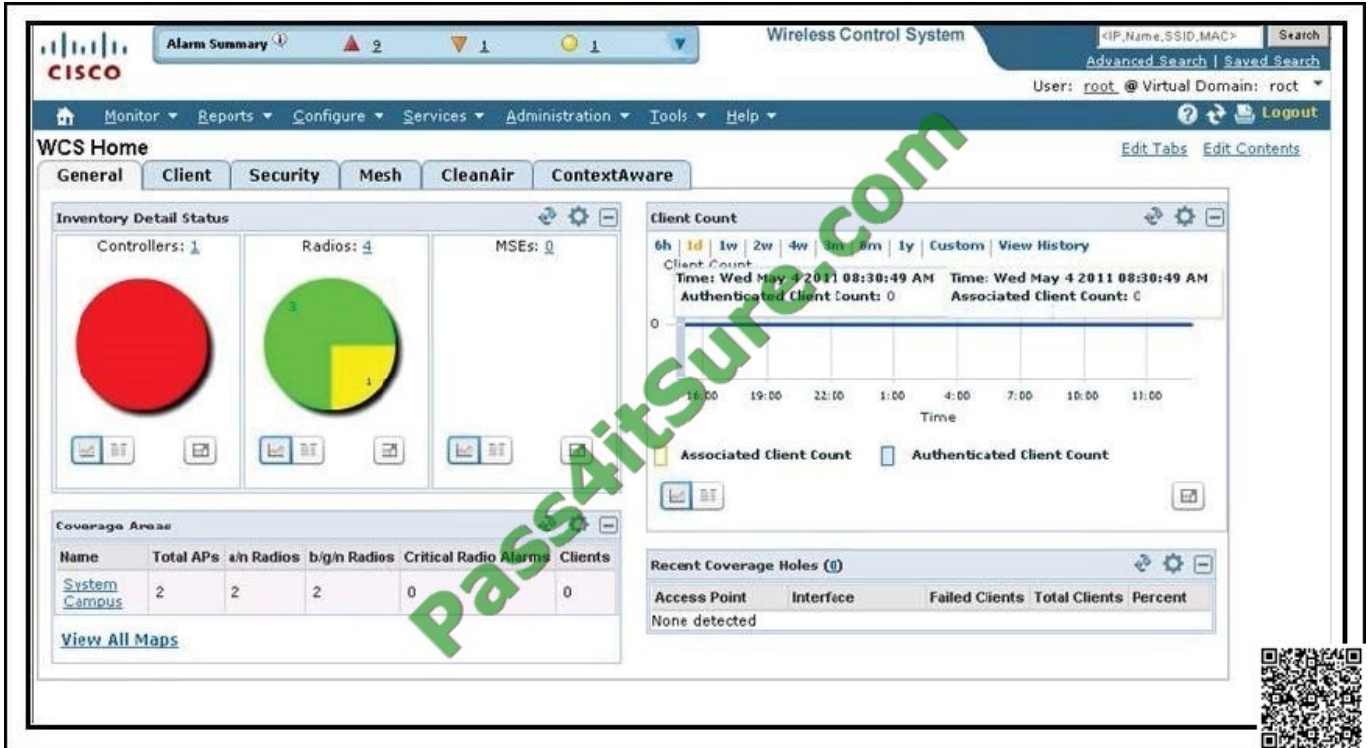 CISCO
Alarm Summary 9 1 1
Wireless Control System
<IP,Name,SSID,MAC> Search
Advanced Search | Saved Search
User: root @ Virtual Domain: roct
Monitor Reports Configure Services Administration Tools Help
Logout
WCS Home
Edit Tabs Edit Contents
General Client Security Mesh CleanAir ContextAware
Inventory Detail Status
Controllers: 1 Radios: 4 MSEs: 0
3
1
Client Count
6h | 1d | 1w | 2w | 4w | 3m | 6m | 1y | Custom | View History
Client Count
Time: Wed May 4 2011 08:30:49 AM Time: Wed May 4 2011 08:30:49 AM
Authenticated Client Count: 0 Associated Client Count: 0
0
16:00 19:00 22:00 1:00 4:00 7:00 10:00 11:00
Time
Associated Client Count Authenticated Client Count
Coverage Areas
Name Total APs a/n Radios b/g/n Radios Critical Radio Alarms Clients
System Campus 2 2 2 0 0
View All Maps
Recent Coverage Holes (0)
Access Point Interface Failed Clients Total Clients Percent
None detected
Pass4itSure.com